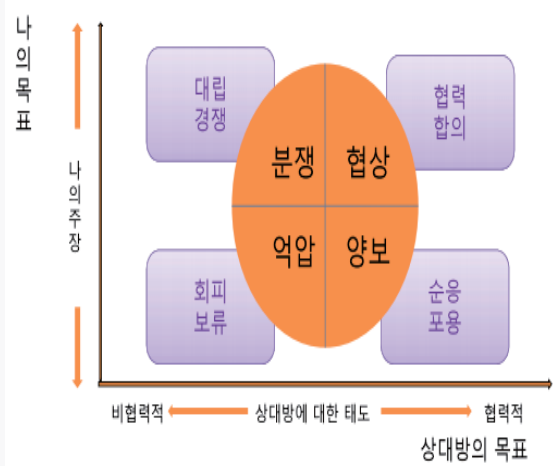 나의목표
나의주장
대립
경쟁
협력
합의
분쟁
협상
억압
양보
회피
보류
순응
포용
비협력적
상대방에 대한 태도
협력적
상대방의 목표